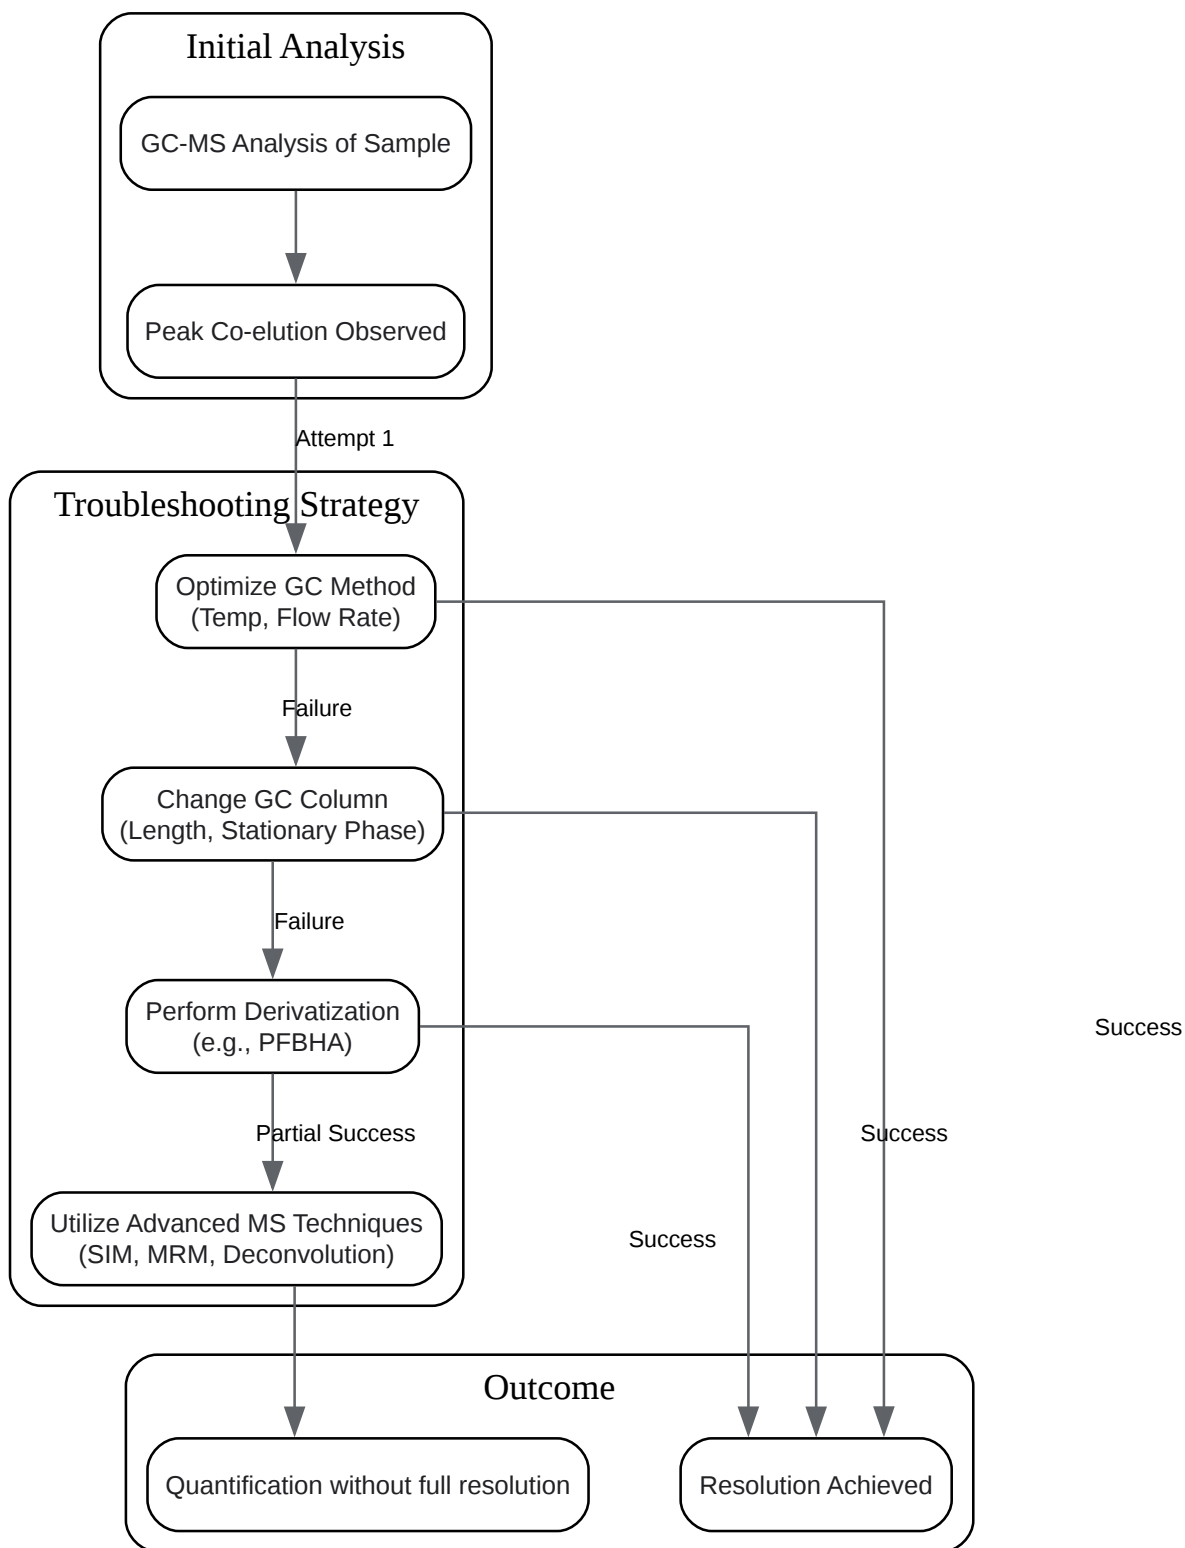 Initial Analysis
GC-MS Analysis of Sample
Peak Co-elution Observed
Attempt 1
Troubleshooting Strategy
Optimize GC Method
(Temp, Flow Rate)
Failure
Change GC Column
(Length, Stationary Phase)
Failure
Perform Derivatization
(e.g., PFBHA)
Success
Partial Success
Success
Utilize Advanced MS Techniques
(SIM, MRM, Deconvolution)
Success
Outcome
Quantification without full resolution
Resolution Achieved